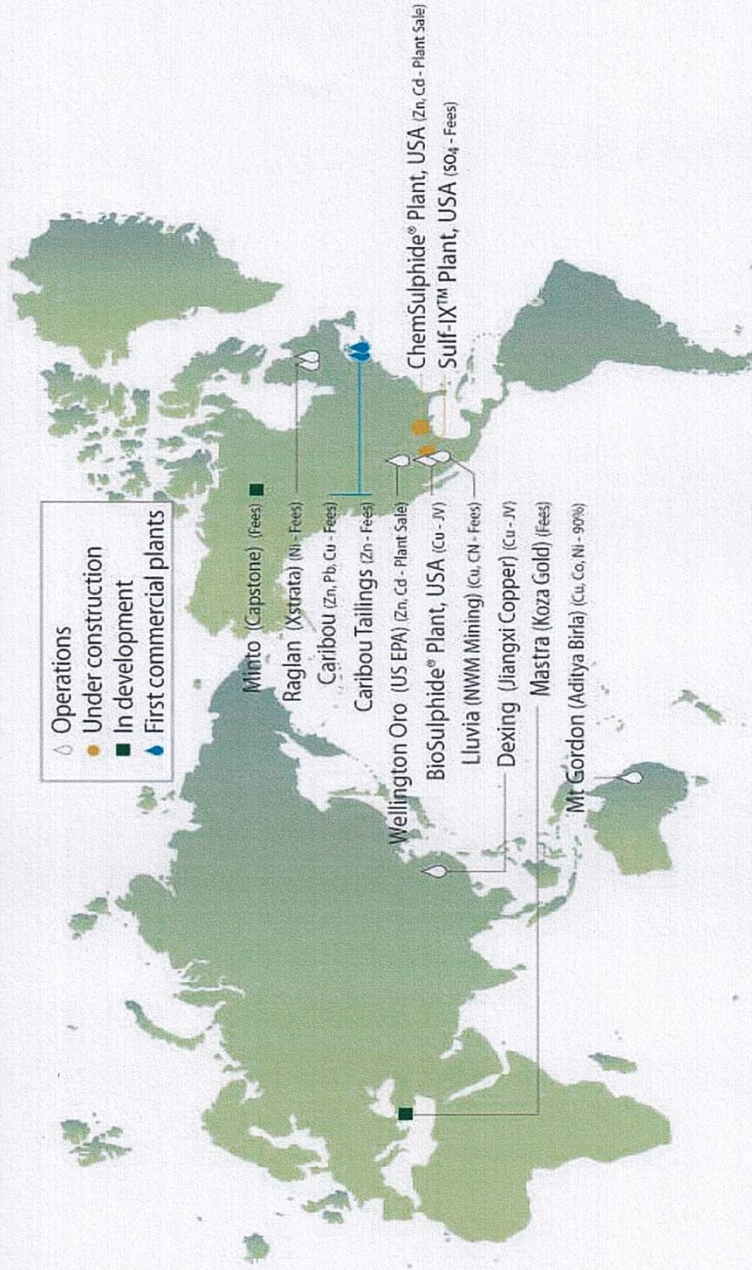 Operations
Under construction
In development
First commercial plants
Minto (Capstone) (Fees)
Raglan (Xstrata) (Ni - Fees)
Caribou (Zn, Pb, Cu - Fees)
Caribou Tailings (Zn - Fees)
Wellington Oro (US EPA) (Zn, Cd - Plant Sale)
BioSulphide® Plant, USA (Cu - JV)
Lluvia (NWM Mining) (Cu, CN - Fees)
Dexing (Jiangxi Copper) (Cu - JV)
Mastra (Koza Gold) (Fees)
Mt Gordon (Aditya Birla) (Cu, Co, Ni - 90%)
ChemSulphide® Plant, USA (Zn, Cd - Plant Sale)
Sulf-IX™ Plant, USA (SO₄ - Fees)